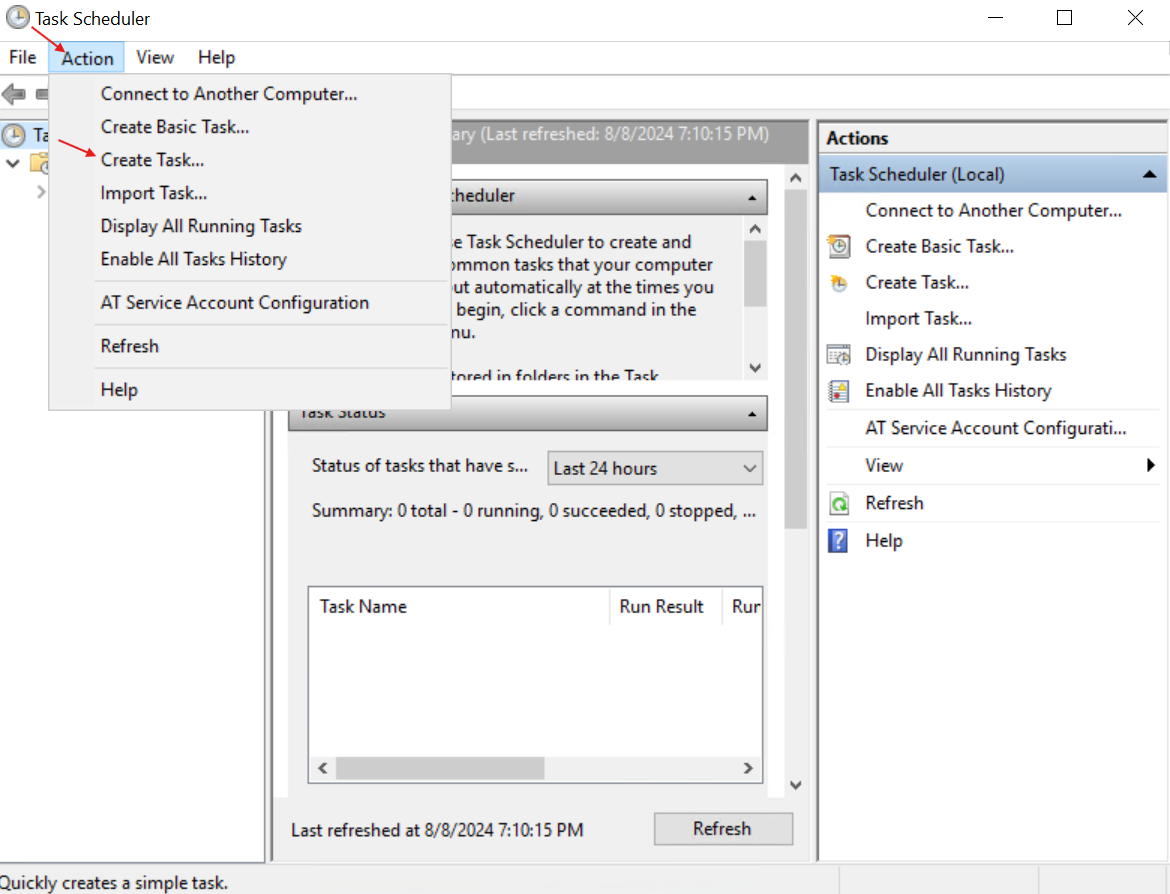 Task Scheduler
File Action View Help
Connect to Another Computer...
Create Basic Task...
Create Task...
Import Task...
Display All Running Tasks
Enable All Tasks History
AT Service Account Configuration
Refresh
Help
Ta
ary (Last refreshed: 8/8/2024 7:10:15 PM)
cheduler
e Task Scheduler to create and
ommon tasks that your computer
out automatically at the times you
begin, click a command in the
nu.
tored in folders in the Task
Task Status
Status of tasks that have s... Last 24 hours
Summary: 0 total - 0 running, 0 succeeded, 0 stopped, ...
Task Name Run Result Rur
Last refreshed at 8/8/2024 7:10:15 PM Refresh
Actions
Task Scheduler (Local)
Connect to Another Computer...
Create Basic Task...
Create Task...
Import Task...
Display All Running Tasks
Enable All Tasks History
AT Service Account Configurati...
View
Refresh
Help
Quickly creates a simple task.